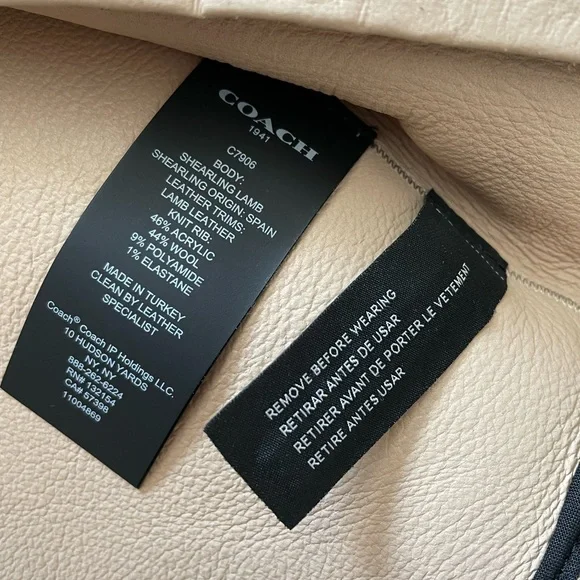 COACH
1941
C7906
BODY:
SHEARLING LAMB
SHEARLING ORIGIN: SPAIN
LEATHER TRIMS:
LAMB LEATHER
KNIT RIB:
46% ACRYLIC
44% WOOL
9% POLYAMIDE
1% ELASTANE
MADE IN TURKEY
CLEAN BY LEATHER
SPECIALIST
Coach® Coach IP Holdings LLC.
10 HUDSON YARDS
NY, NY
888-262-6224
RN# 132154
CA# 57398
11004869
REMOVE BEFORE WEARING
RETIRAR ANTES DE USAR
RETIRER AVANT DE PORTER LE VETEMENT
RETIRE ANTES USAR